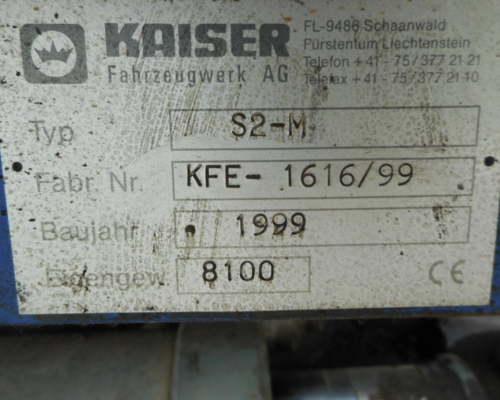 KAISER
Fahrzeugwerk AG
FL-9486 Schaanwald
Fürstentum Liechtenstein
Telefon +41 - 75/377 21 21
Telefax +41 - 75/377 21 10
Typ S2-M
Fabr. Nr. KFE- 1616/99
Baujahr 1999
Eigengew. 8100 CE